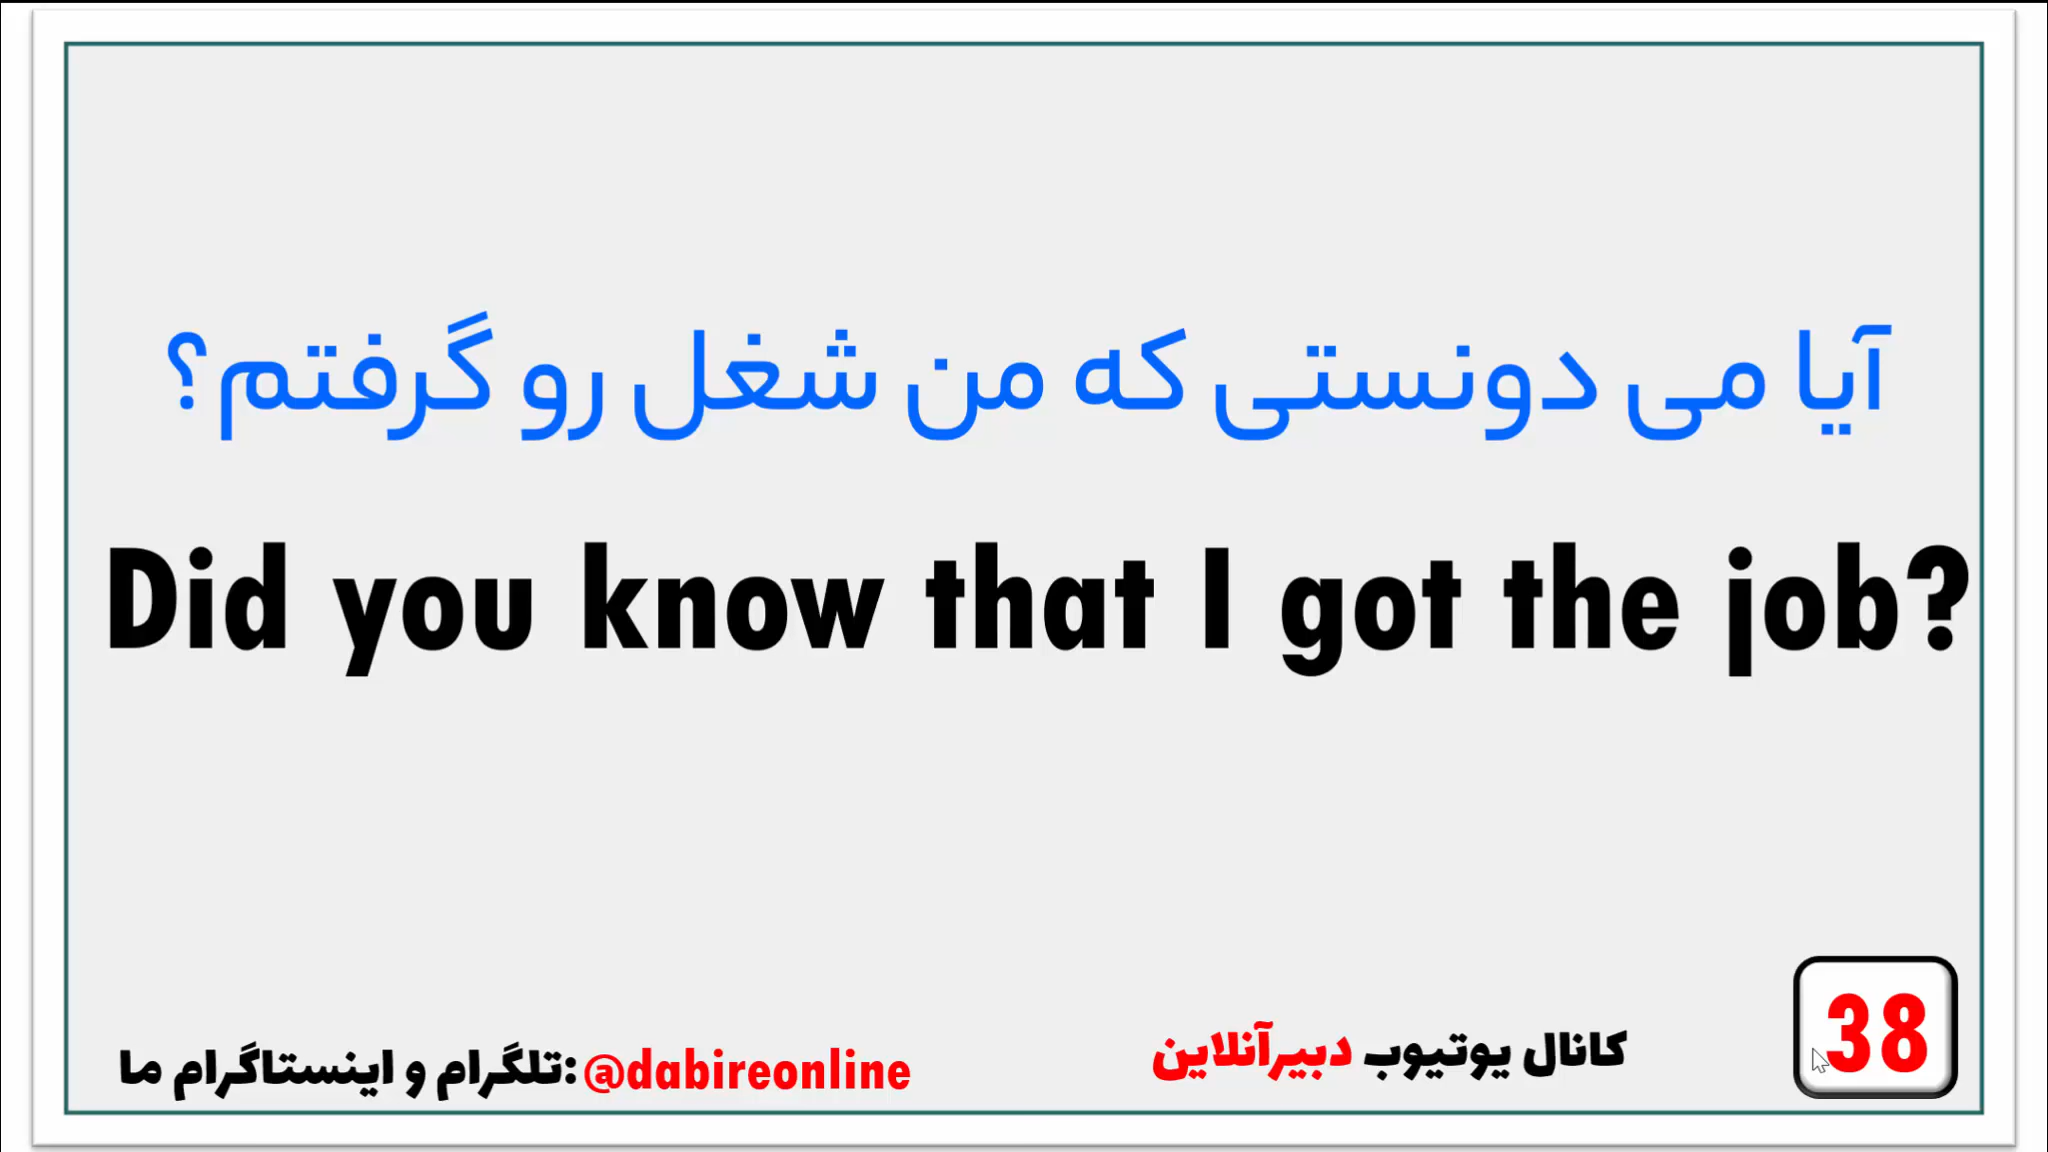 آیا می دونستی که من شغل رو گرفتم؟
Did you know that I got the job?
38
کانال یوتیوب دبیرآنلاین
تلگرام و اینستاگرام ما: @dabireonline